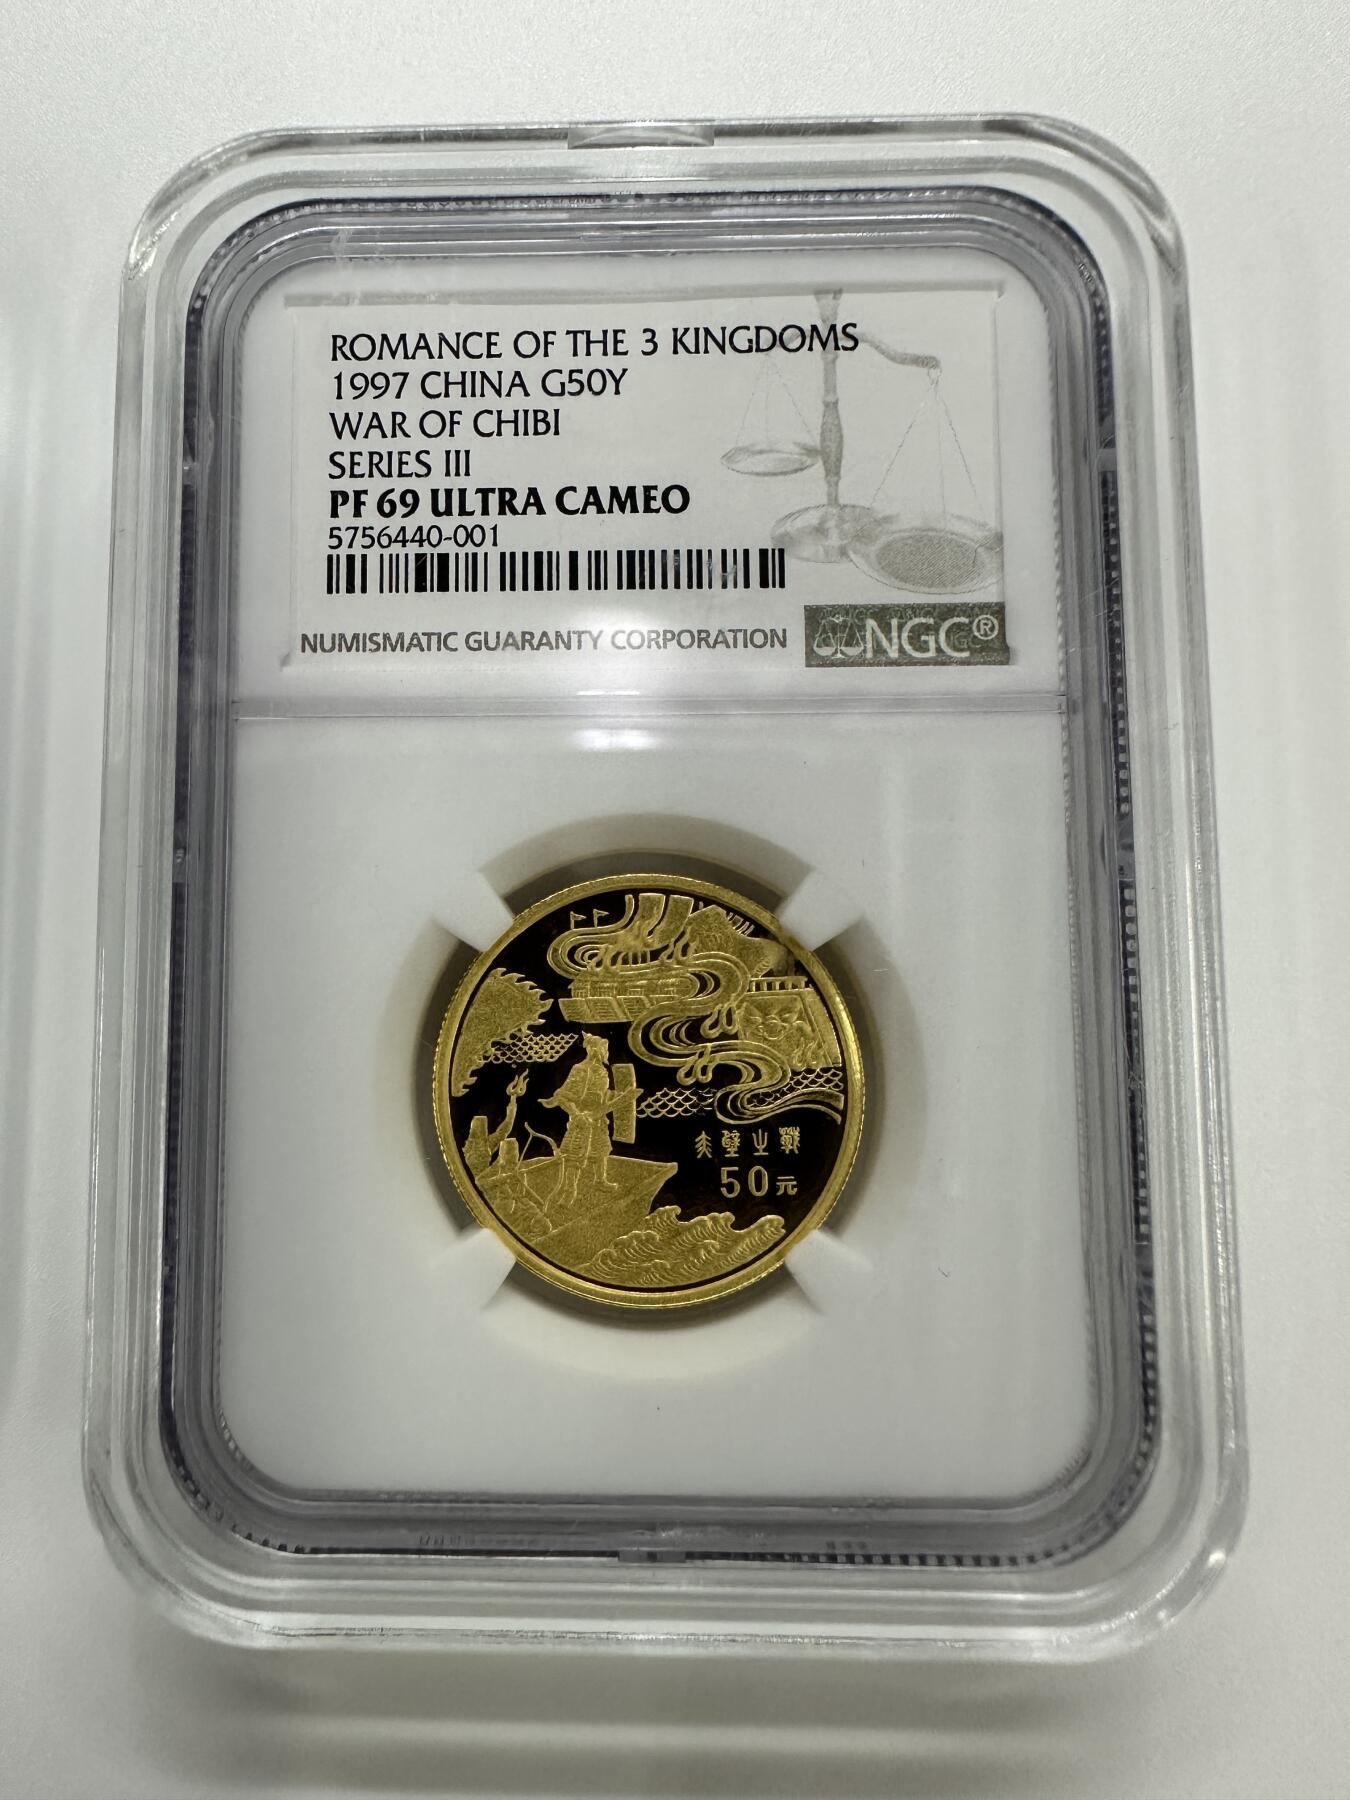 ROMANCE OF THE 3 KINGDOMS
1997 CHINA G50Y
WAR OF CHIBI
SERIES III
PF 69 ULTRA CAMEO
5756440-001
NUMISMATIC GUARANTY CORPORATION
NGC®
赤壁之戰
50元